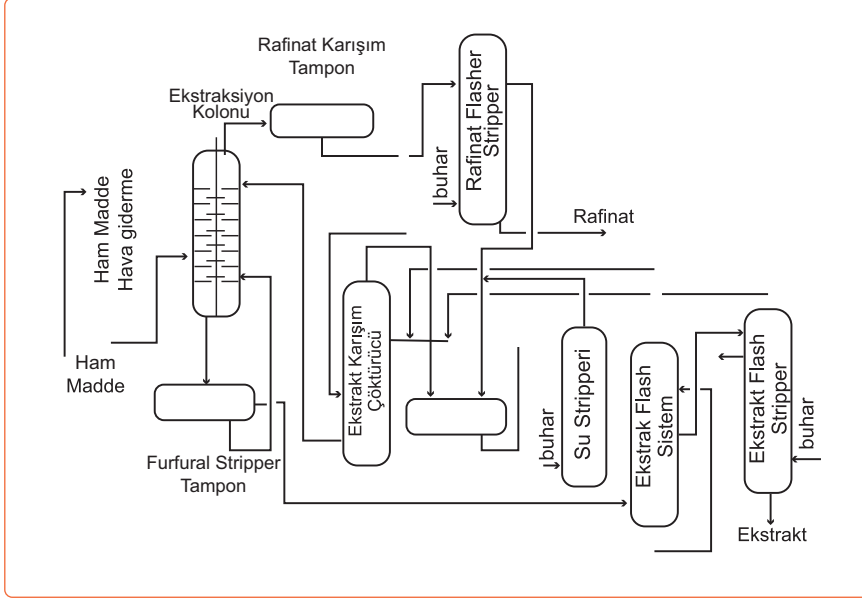 Rafinat Karışım
Tampon
Ekstraksiyon
Kolonu
Rafinat Flasher
Stripper
buhar
Rafinat
Ham Madde
Hava giderme
Ham
Madde
Ekstrakt Karışım
Çöktürücü
Furfural Stripper
Tampon
buhar
Su Stripperi
Ekstrak Flash
Sistem
Ekstrakt Flash
Stripper
buhar
Ekstrakt